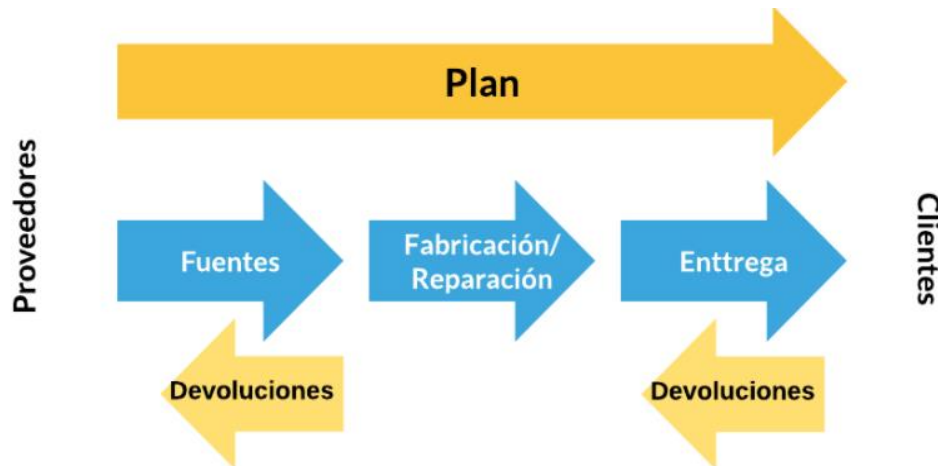 Plan
Proveedores
Fuentes
Fabricación/
Reparación
Enttrega
Clientes
Devoluciones
Devoluciones